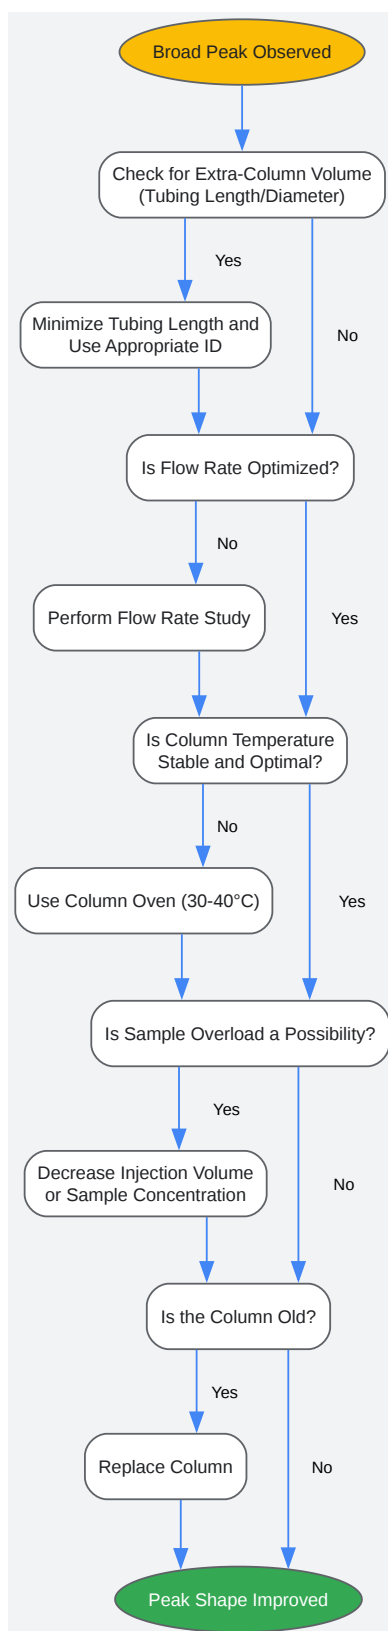 Broad Peak Observed
Check for Extra-Column Volume
(Tubing Length/Diameter)
Yes
Minimize Tubing Length and
Use Appropriate ID
No
Is Flow Rate Optimized?
No
Perform Flow Rate Study
Yes
Is Column Temperature
Stable and Optimal?
No
Use Column Oven (30-40°C)
Yes
Is Sample Overload a Possibility?
Yes
Decrease Injection Volume
or Sample Concentration
No
Is the Column Old?
Yes
Replace Column
No
Peak Shape Improved